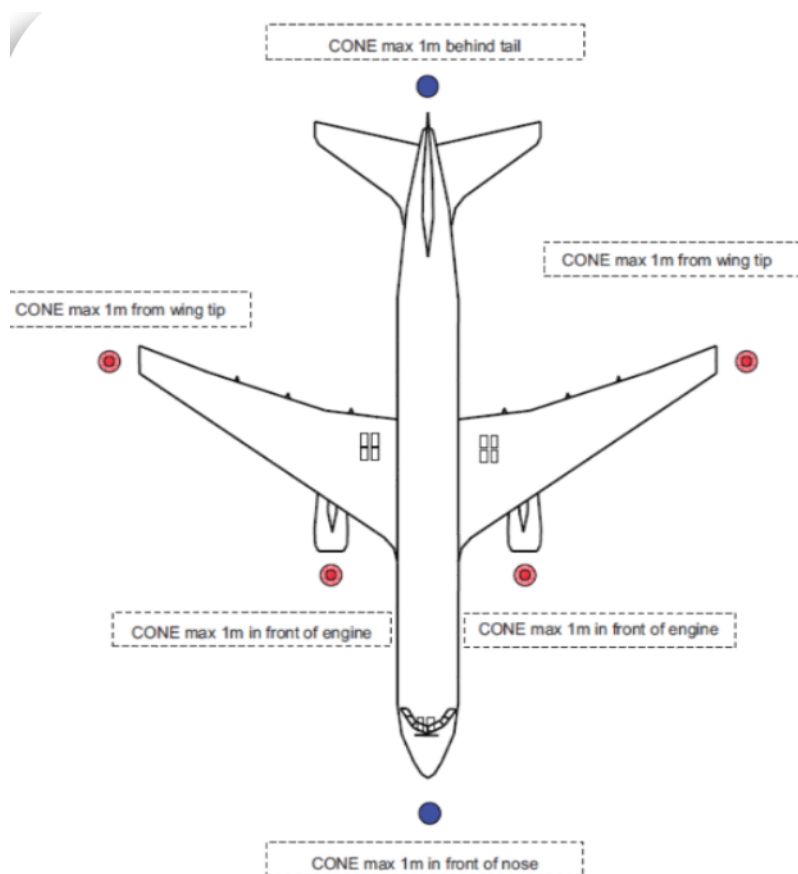 CONE max 1m behind tail
CONE max 1m from wing tip
CONE max 1m from wing tip
CONE max 1m in front of engine
CONE max 1m in front of engine
CONE max 1m in front of nose